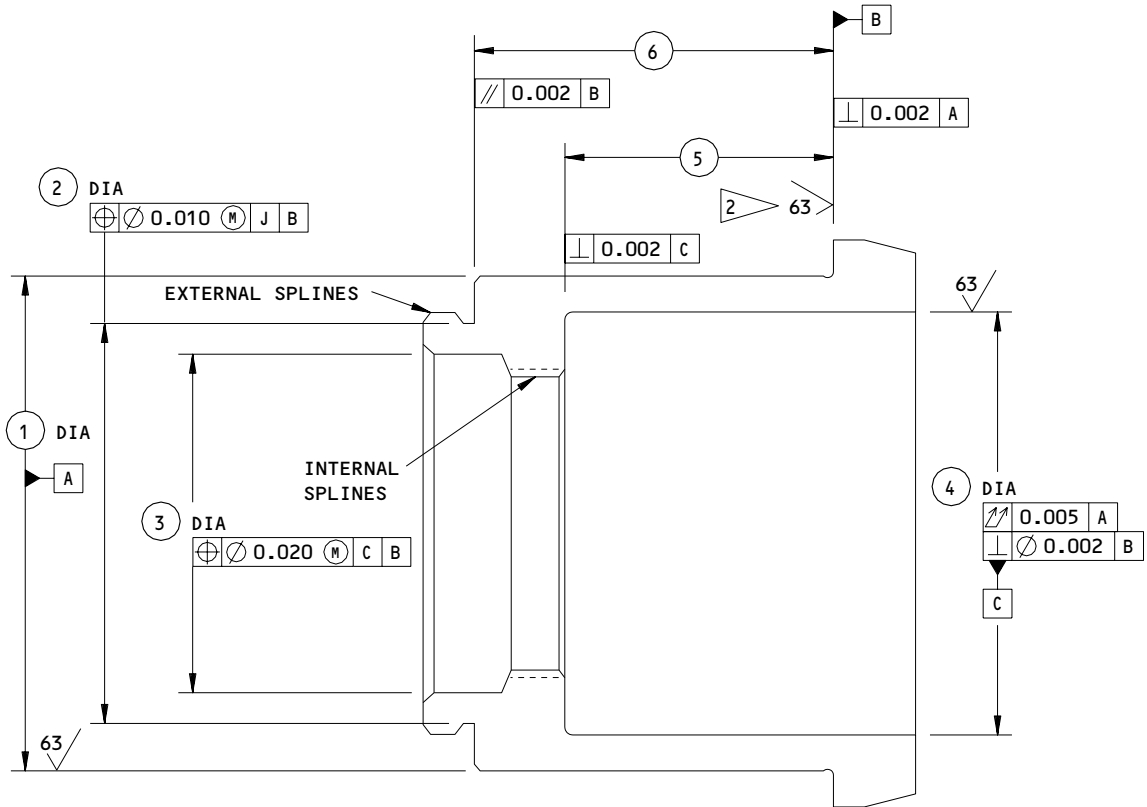 B
6
// 0.002 B
⊥ 0.002 A
5
2 DIA
2 63
⌖ ⌀ 0.010 Ⓜ J B
⊥ 0.002 C
EXTERNAL SPLINES
63
1 DIA
A
INTERNAL
SPLINES
4 DIA
3 DIA
⌰ 0.005 A
⌖ ⌀ 0.020 Ⓜ C B
⊥ ⌀ 0.002 B
C
63